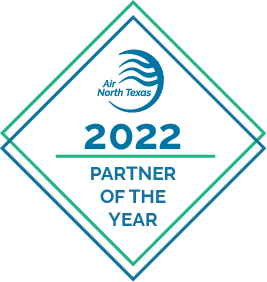 Air
North Texas
2022
PARTNER
OF THE
YEAR